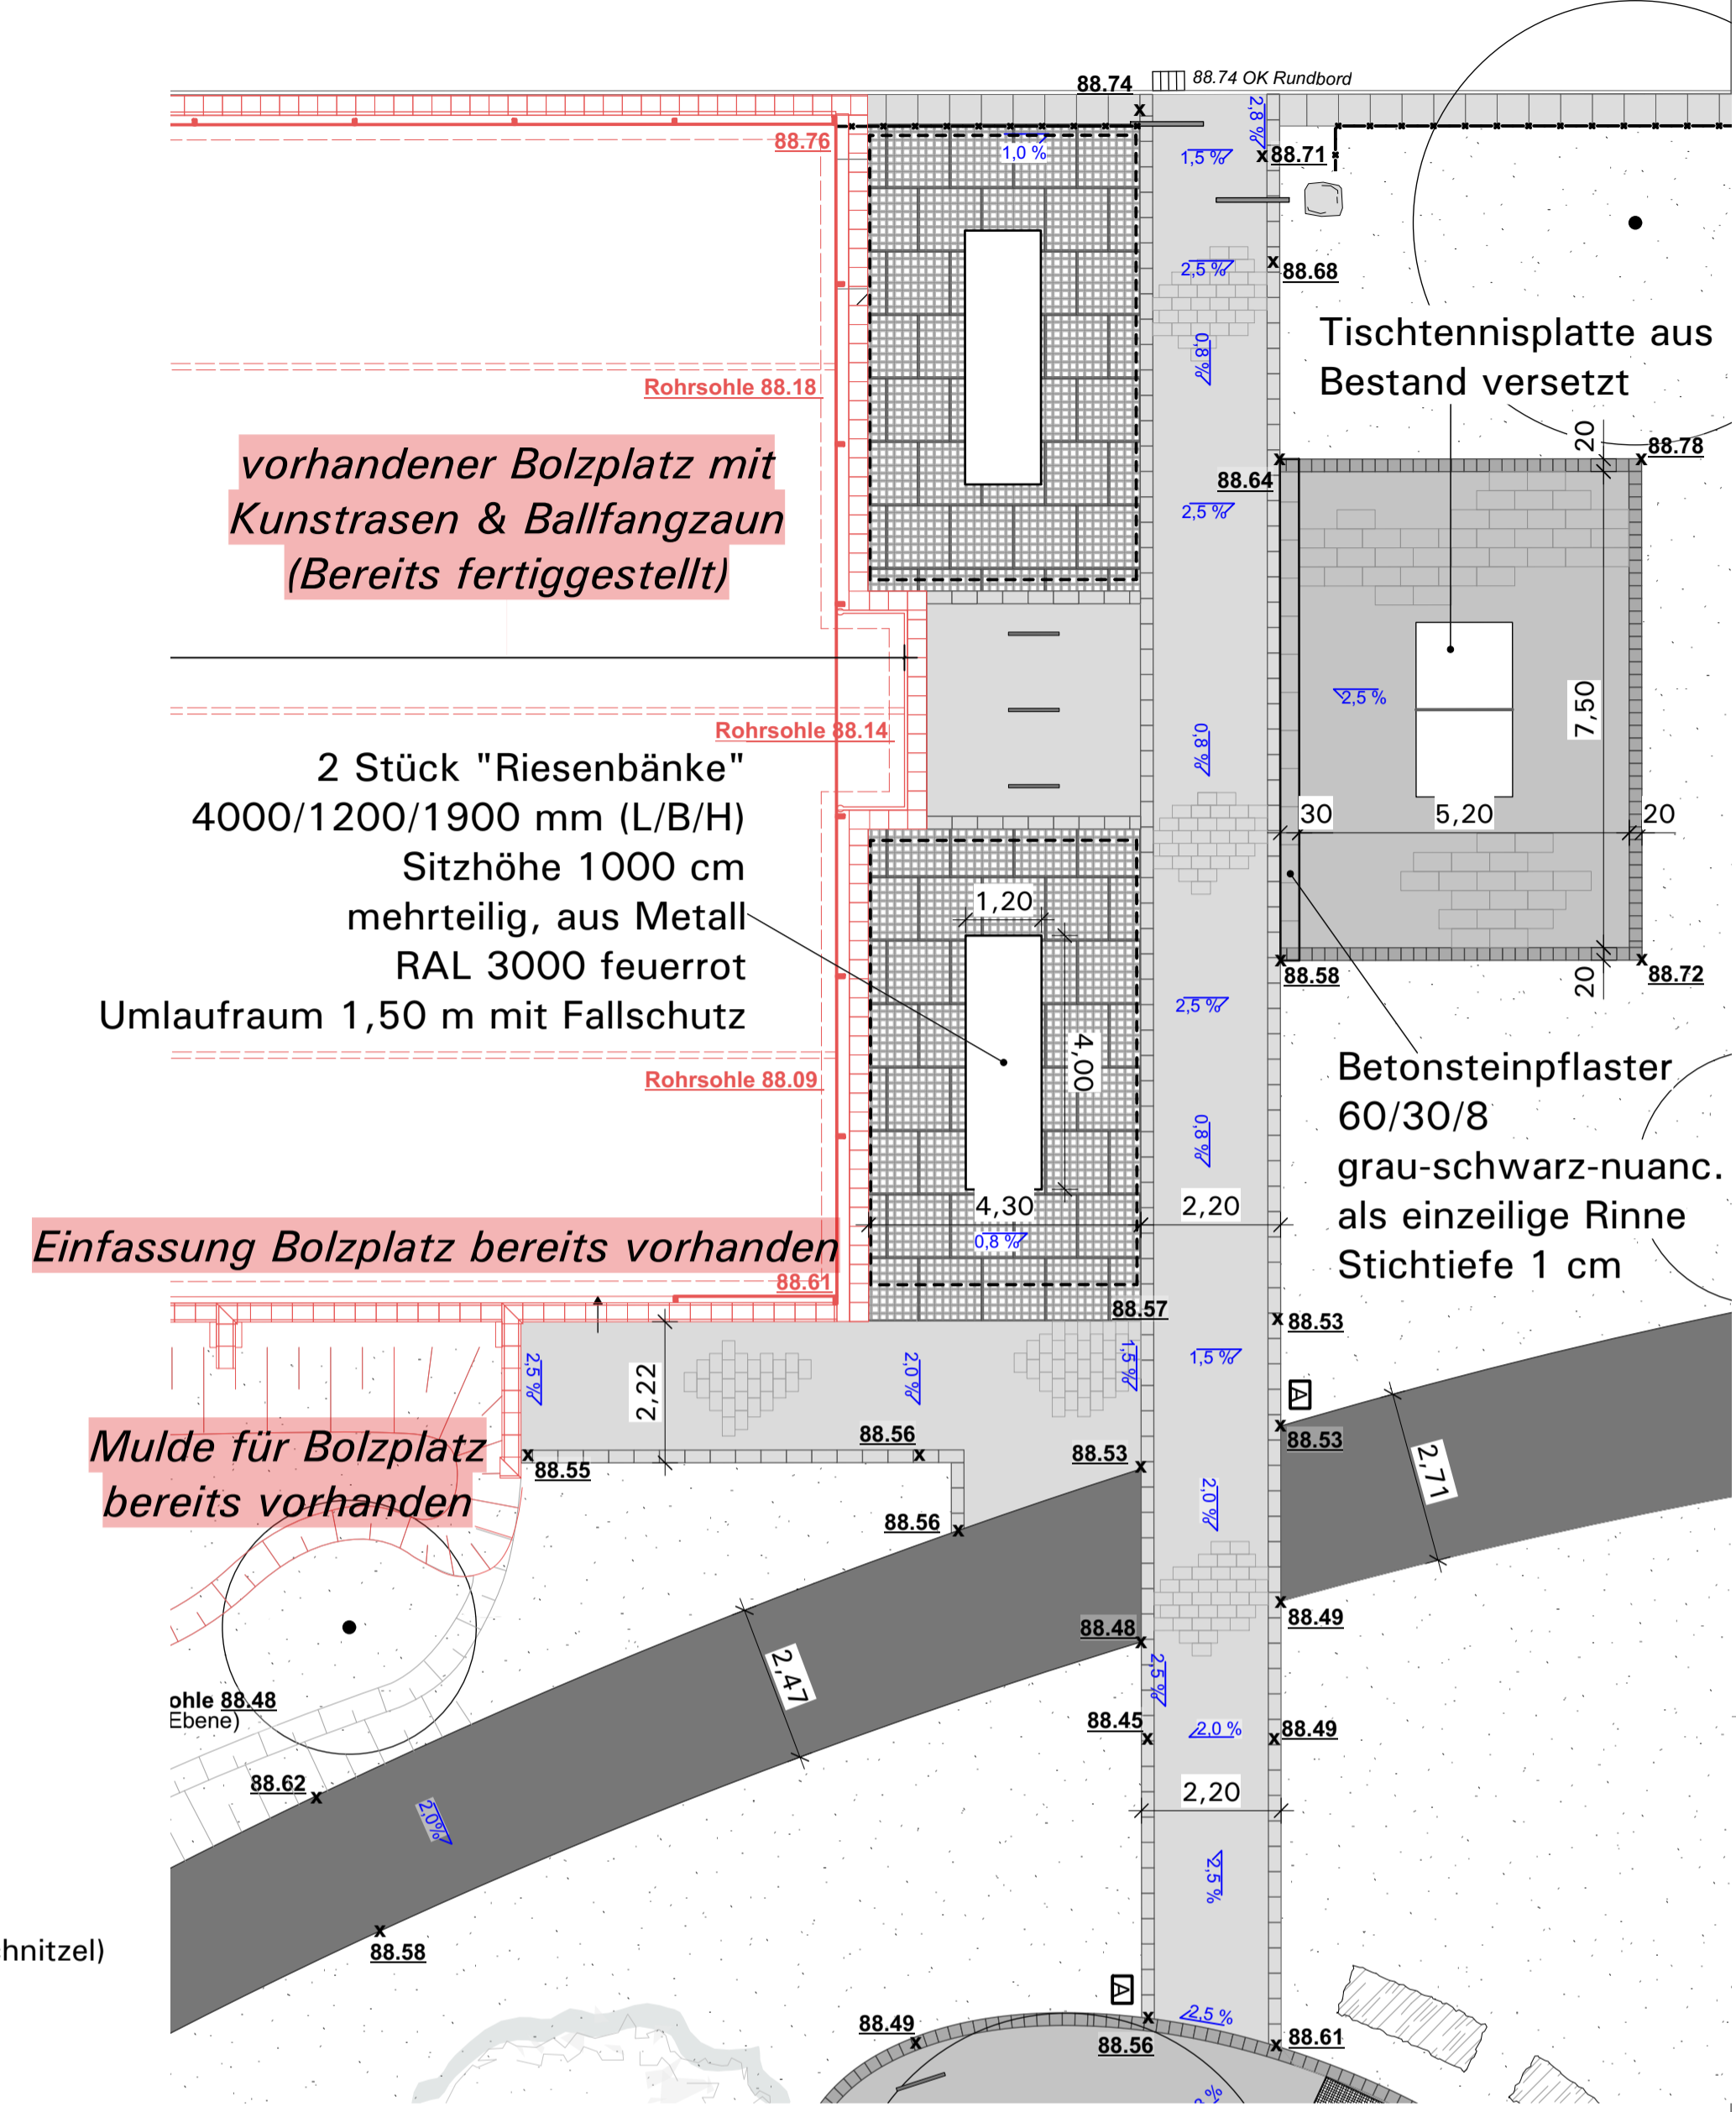 88.74
88.74 OK Rundbord
88.76
1,0 %
1,5 %
2,8 %
88.71
2,5 %
88.68
0,8 %
Tischtennisplatte aus
Bestand versetzt
Rohrsohle 88.18
20
88.78
88.64
vorhandener Bolzplatz mit
Kunstrasen & Ballfangzaun
(Bereits fertiggestellt)
2,5 %
2,5 %
7,50
Rohrsohle 88.14
0,8 %
2 Stück "Riesenbänke"
4000/1200/1900 mm (L/B/H)
Sitzhöhe 1000 cm
mehrteilig, aus Metall
RAL 3000 feuerrot
Umlaufraum 1,50 m mit Fallschutz
30
5,20
20
1,20
4,00
88.58
20
88.72
2,5 %
Rohrsohle 88.09
Betonsteinpflaster
60/30/8
grau-schwarz-nuanc.
als einzeilige Rinne
Stichtiefe 1 cm
0,8 %
4,30
2,20
0,8 %
Einfassung Bolzplatz bereits vorhanden
88.61
88.57
88.53
2,5 %
2,22
2,0 %
1,5 %
1,5 %
A
Mulde für Bolzplatz
bereits vorhanden
88.55
88.56
88.53
88.53
2,71
88.56
2,0 %
88.48
88.49
2,47
2,5 %
ohle 88.48
Ebene)
88.45
2,0 %
88.49
88.62
2,0%
2,20
2,5 %
88.58
hnitzel)
A
88.49
88.56
2,5 %
88.61